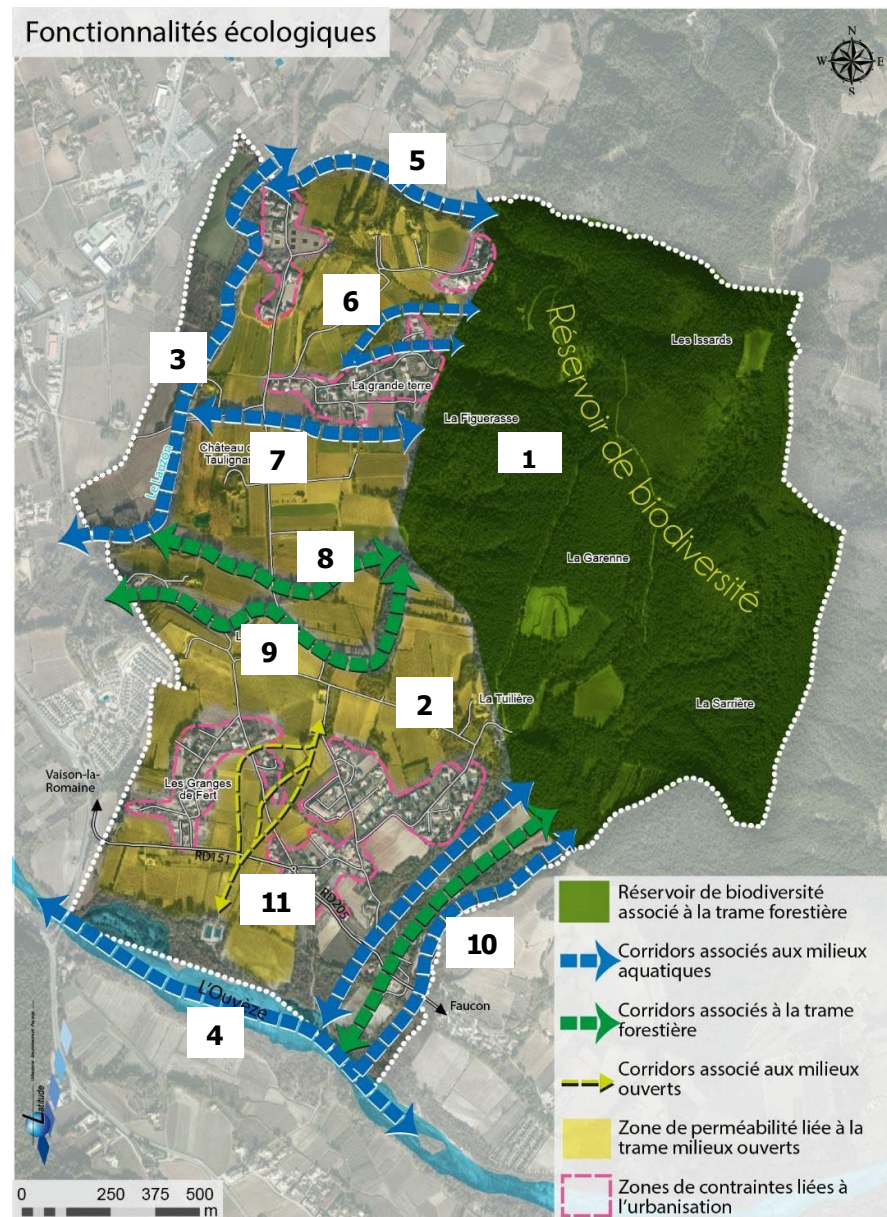 Fonctionnalités écologiques
N
W E
S
5
6
Les Issards
3
La grande terre
Réservoir de biodiversité
La Figuerasse
1
7
Le Lauzon
8
La Garenne
9
2
La Tuilière
La Sarrière
Vaison-la-
Romaine
Les Granges
de Fert
RD151
11
RD205
10
L'Ouvèze
Faucon
4
Latitude
0 250 375 500
m
Réservoir de biodiversité
associé à la trame forestière
Corridors associés aux milieux
aquatiques
Corridors associés à la trame
forestière
Corridors associé aux milieux
ouverts
Zone de perméabilité liée à la
trame milieux ouverts
Zones de contraintes liées à
l'urbanisation